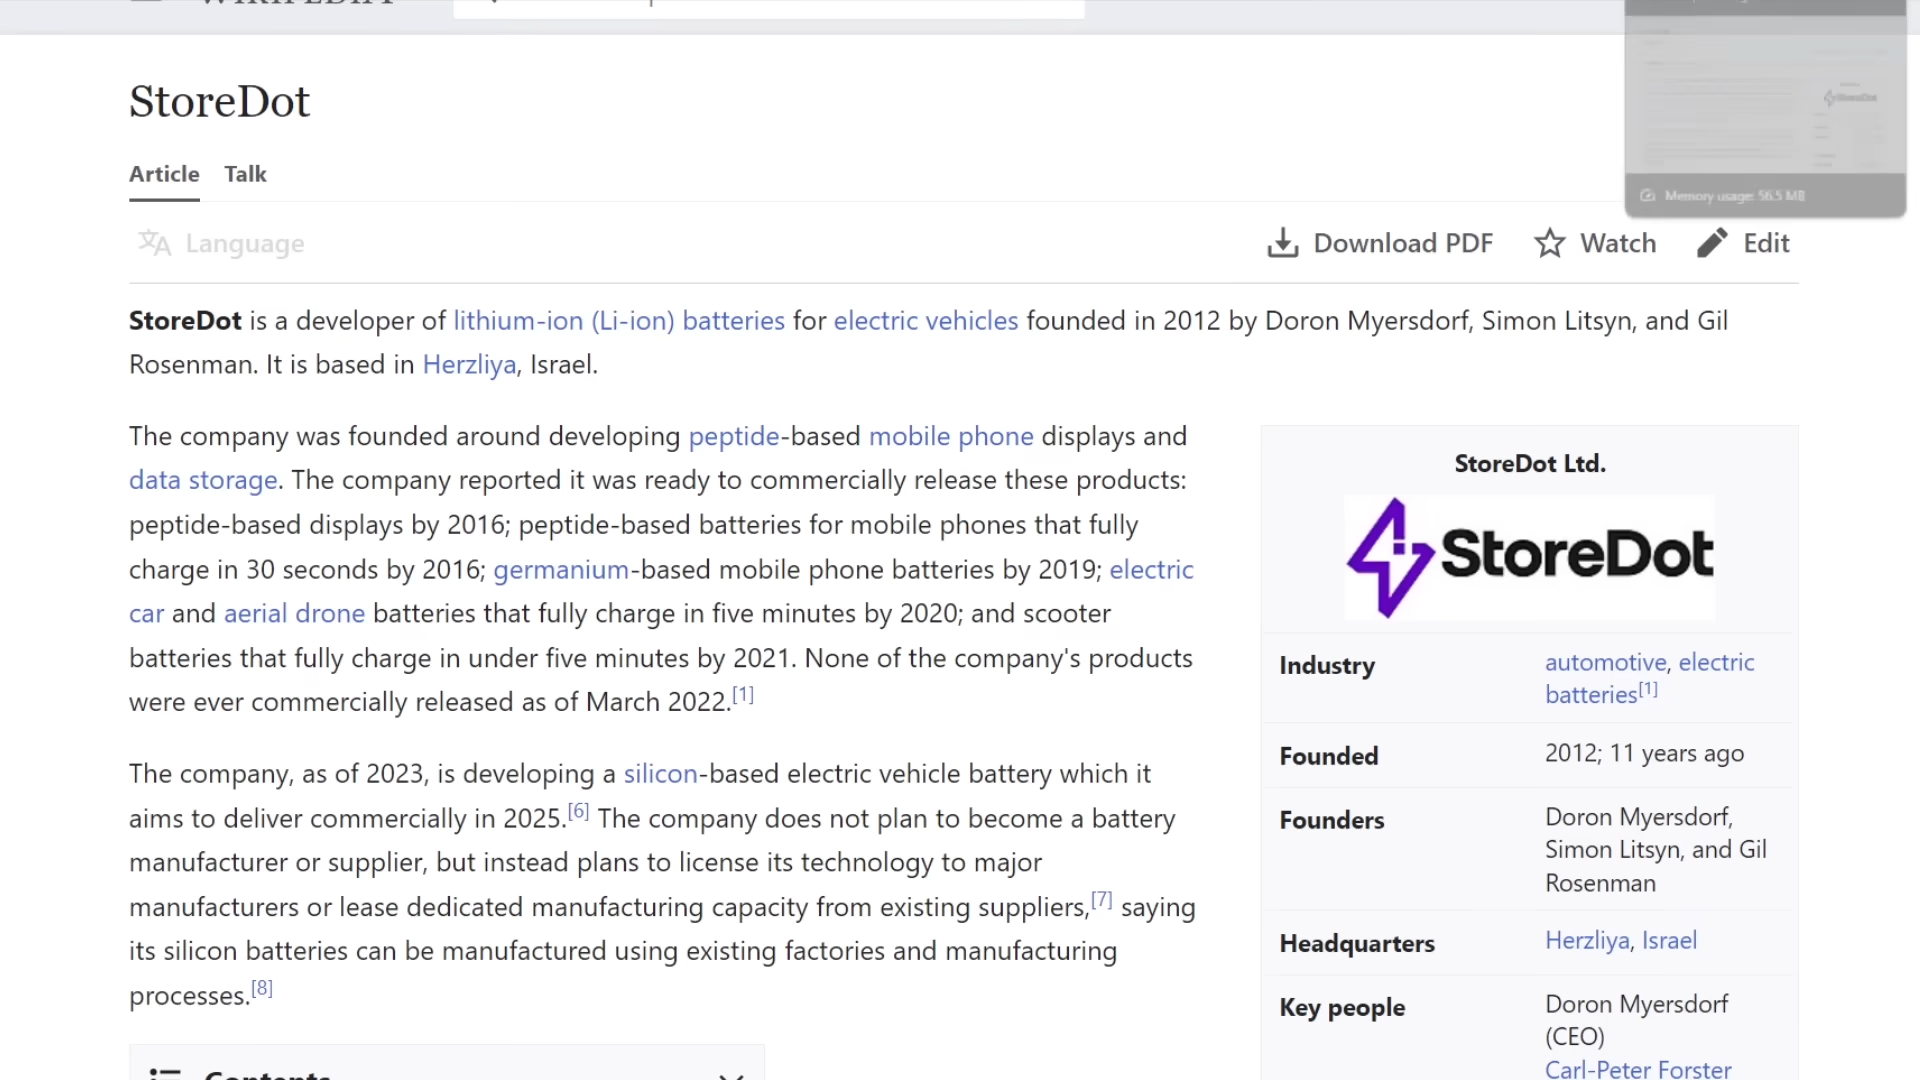 StoreDot
Article Talk
Language
Download PDF Watch Edit
Memory usage: 56.5 MB
StoreDot is a developer of lithium-ion (Li-ion) batteries for electric vehicles founded in 2012 by Doron Myersdorf, Simon Litsyn, and Gil
Rosenman. It is based in Herzliya, Israel.
The company was founded around developing peptide-based mobile phone displays and
data storage. The company reported it was ready to commercially release these products:
peptide-based displays by 2016; peptide-based batteries for mobile phones that fully
charge in 30 seconds by 2016; germanium-based mobile phone batteries by 2019; electric
car and aerial drone batteries that fully charge in five minutes by 2020; and scooter
batteries that fully charge in under five minutes by 2021. None of the company's products
were ever commercially released as of March 2022.[1]
The company, as of 2023, is developing a silicon-based electric vehicle battery which it
aims to deliver commercially in 2025.[6] The company does not plan to become a battery
manufacturer or supplier, but instead plans to license its technology to major
manufacturers or lease dedicated manufacturing capacity from existing suppliers,[7] saying
its silicon batteries can be manufactured using existing factories and manufacturing
processes.[8]
Contents
StoreDot Ltd.
StoreDot
Industry automotive, electric
batteries[1]
Founded 2012; 11 years ago
Founders Doron Myersdorf,
Simon Litsyn, and Gil
Rosenman
Headquarters Herzliya, Israel
Key people Doron Myersdorf
(CEO)
Carl-Peter Forster